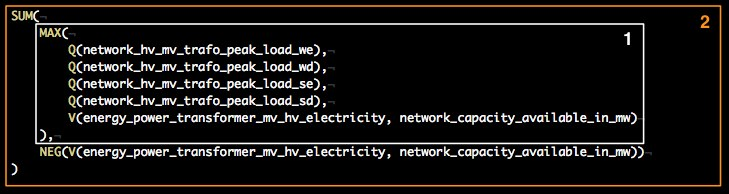 SUM(¬ 2
MAX(¬ 1
Q(network_hv_mv_trafo_peak_load_we),¬
Q(network_hv_mv_trafo_peak_load_wd),¬
Q(network_hv_mv_trafo_peak_load_se),¬
Q(network_hv_mv_trafo_peak_load_sd),¬
V(energy_power_transformer_mv_hv_electricity, network_capacity_available_in_mw)¬
),¬
NEG(V(energy_power_transformer_mv_hv_electricity, network_capacity_available_in_mw))¬
)